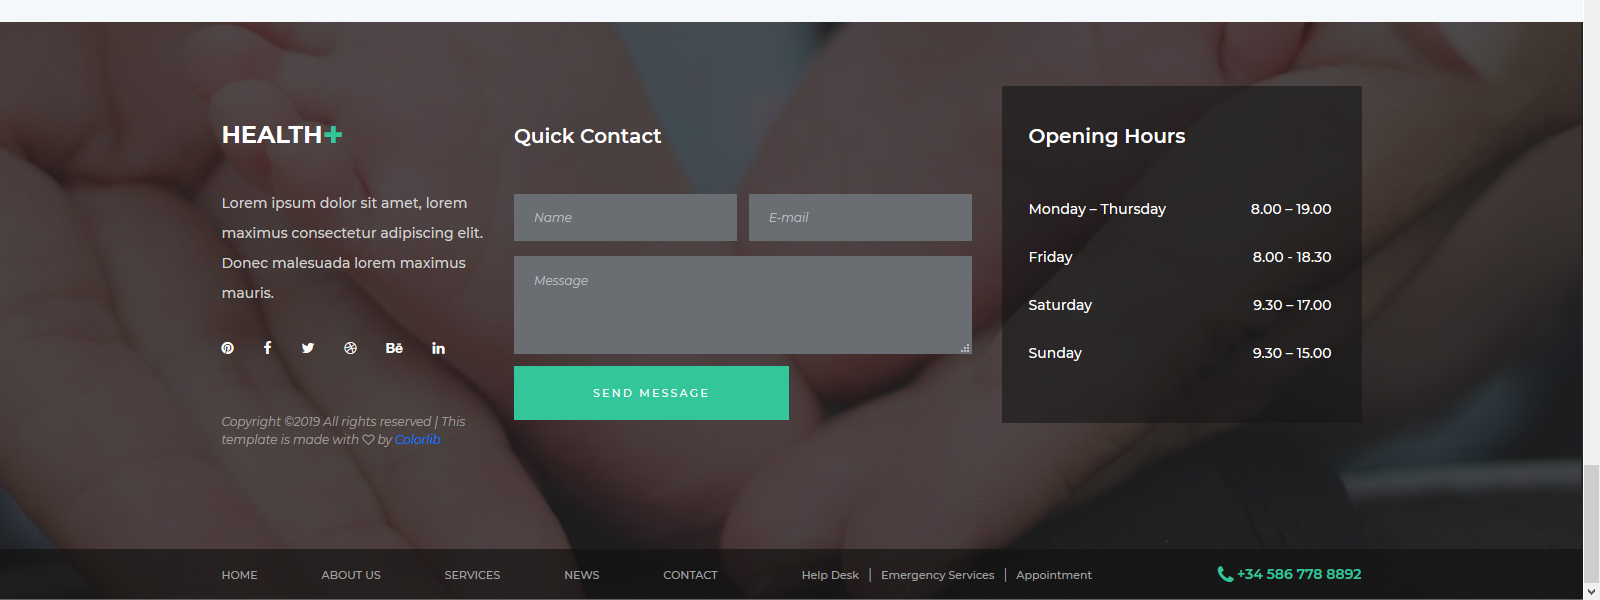 HEALTH+
Lorem ipsum dolor sit amet, lorem
maximus consectetur adipiscing elit.
Donec malesuada lorem maximus
mauris.
Copyright ©2019 All rights reserved | This
template is made with ♡ by Colorlib
Quick Contact
Name E-mail
Message
SEND MESSAGE
Opening Hours
Monday – Thursday 8.00 – 19.00
Friday 8.00 - 18.30
Saturday 9.30 – 17.00
Sunday 9.30 – 15.00
HOME ABOUT US SERVICES NEWS CONTACT Help Desk | Emergency Services | Appointment +34 586 778 8892